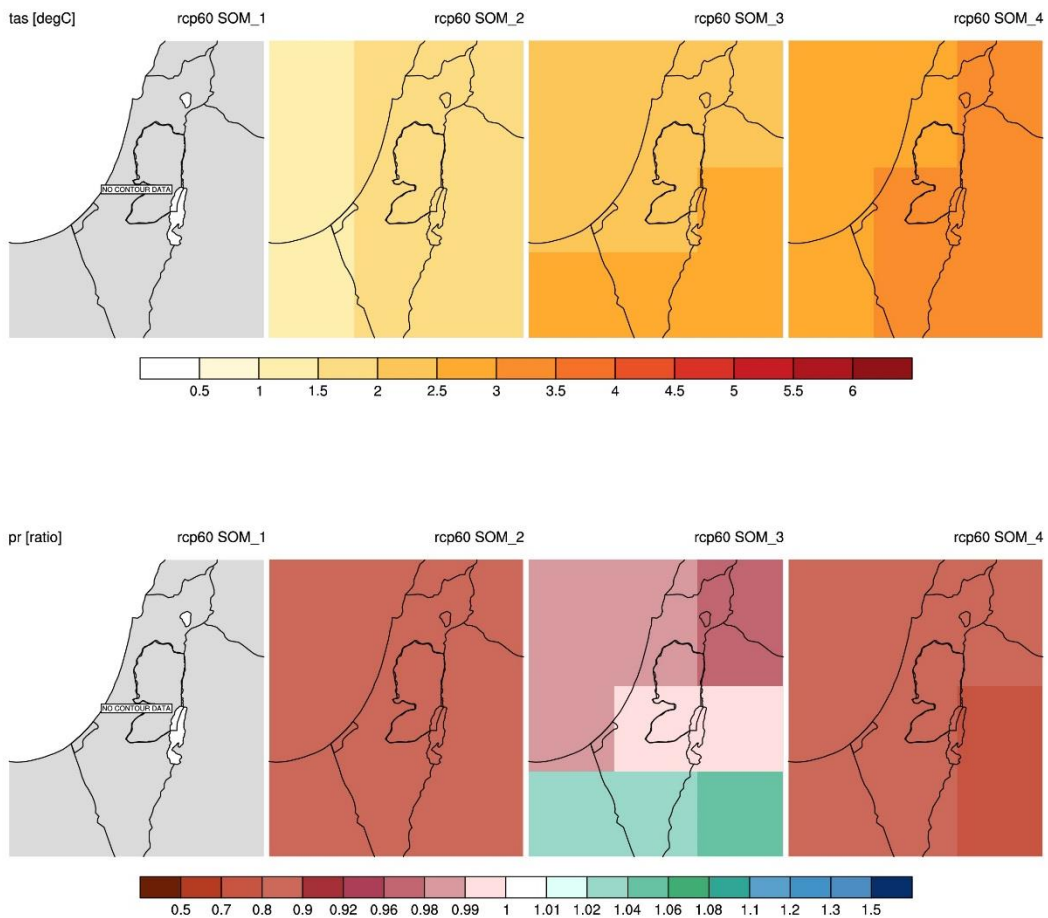 tas [degC] rcp60 SOM_1 rcp60 SOM_2 rcp60 SOM_3 rcp60 SOM_4
NO CONTOUR DATA
0.5 1 1.5 2 2.5 3 3.5 4 4.5 5 5.5 6
pr [ratio] rcp60 SOM_1 rcp60 SOM_2 rcp60 SOM_3 rcp60 SOM_4
NO CONTOUR DATA
0.5 0.7 0.8 0.9 0.92 0.96 0.98 0.99 1 1.01 1.02 1.04 1.06 1.08 1.1 1.2 1.3 1.5